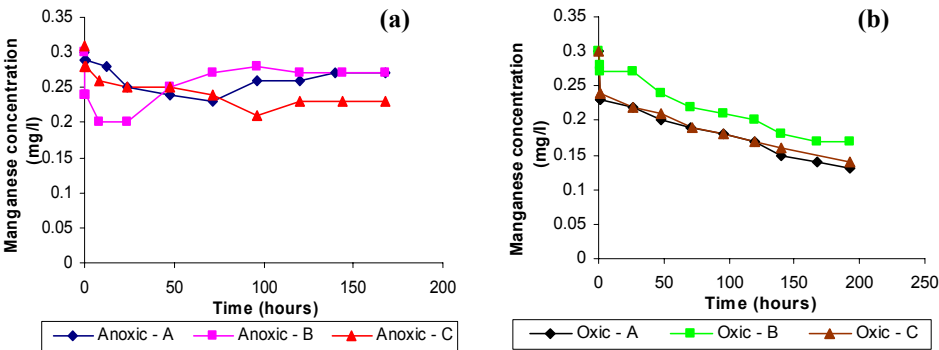 (a)
Manganese concentration
(mg/l)
0.35
0.3
0.25
0.2
0.15
0.1
0.05
0
0 50 100 150 200
Time (hours)
Anoxic - A Anoxic - B Anoxic - C
(b)
Manganese concentration
(mg/l)
0.35
0.3
0.25
0.2
0.15
0.1
0.05
0
0 50 100 150 200 250
Time (hours)
Oxic - A Oxic - B Oxic - C